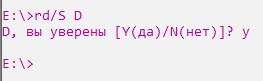 E:\>rd/S D
D, вы уверены [Y(да)/N(нет)]? y
E:\>